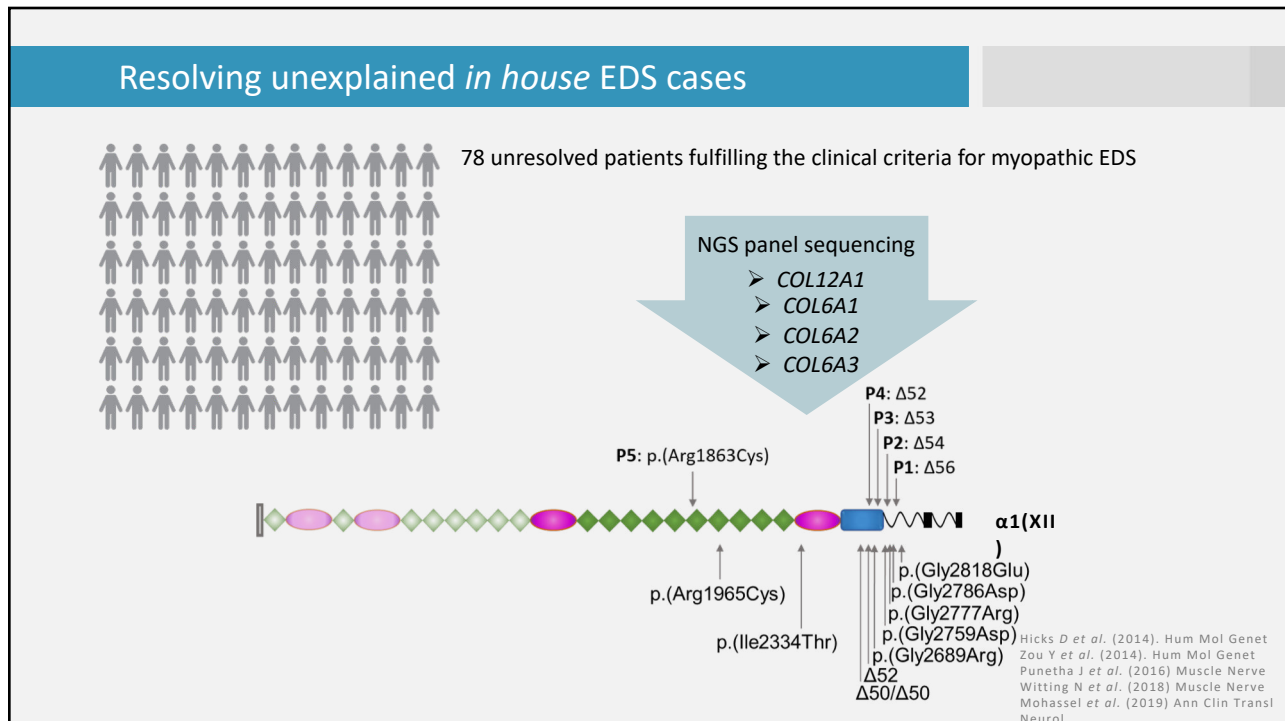 Resolving unexplained in house EDS cases
78 unresolved patients fulfilling the clinical criteria for myopathic EDS
NGS panel sequencing
➢ COL12A1
➢ COL6A1
➢ COL6A2
➢ COL6A3
P4: Δ52
P3: Δ53
P2: Δ54
P1: Δ56
P5: p.(Arg1863Cys)
α1(XII
)
p.(Arg1965Cys)
p.(Ile2334Thr)
p.(Gly2818Glu)
p.(Gly2786Asp)
p.(Gly2777Arg)
p.(Gly2759Asp)
p.(Gly2689Arg)
Δ52
Δ50/Δ50
Hicks D et al. (2014). Hum Mol Genet
Zou Y et al. (2014). Hum Mol Genet
Punetha J et al. (2016) Muscle Nerve
Witting N et al. (2018) Muscle Nerve
Mohassel et al. (2019) Ann Clin Transl
Neurol